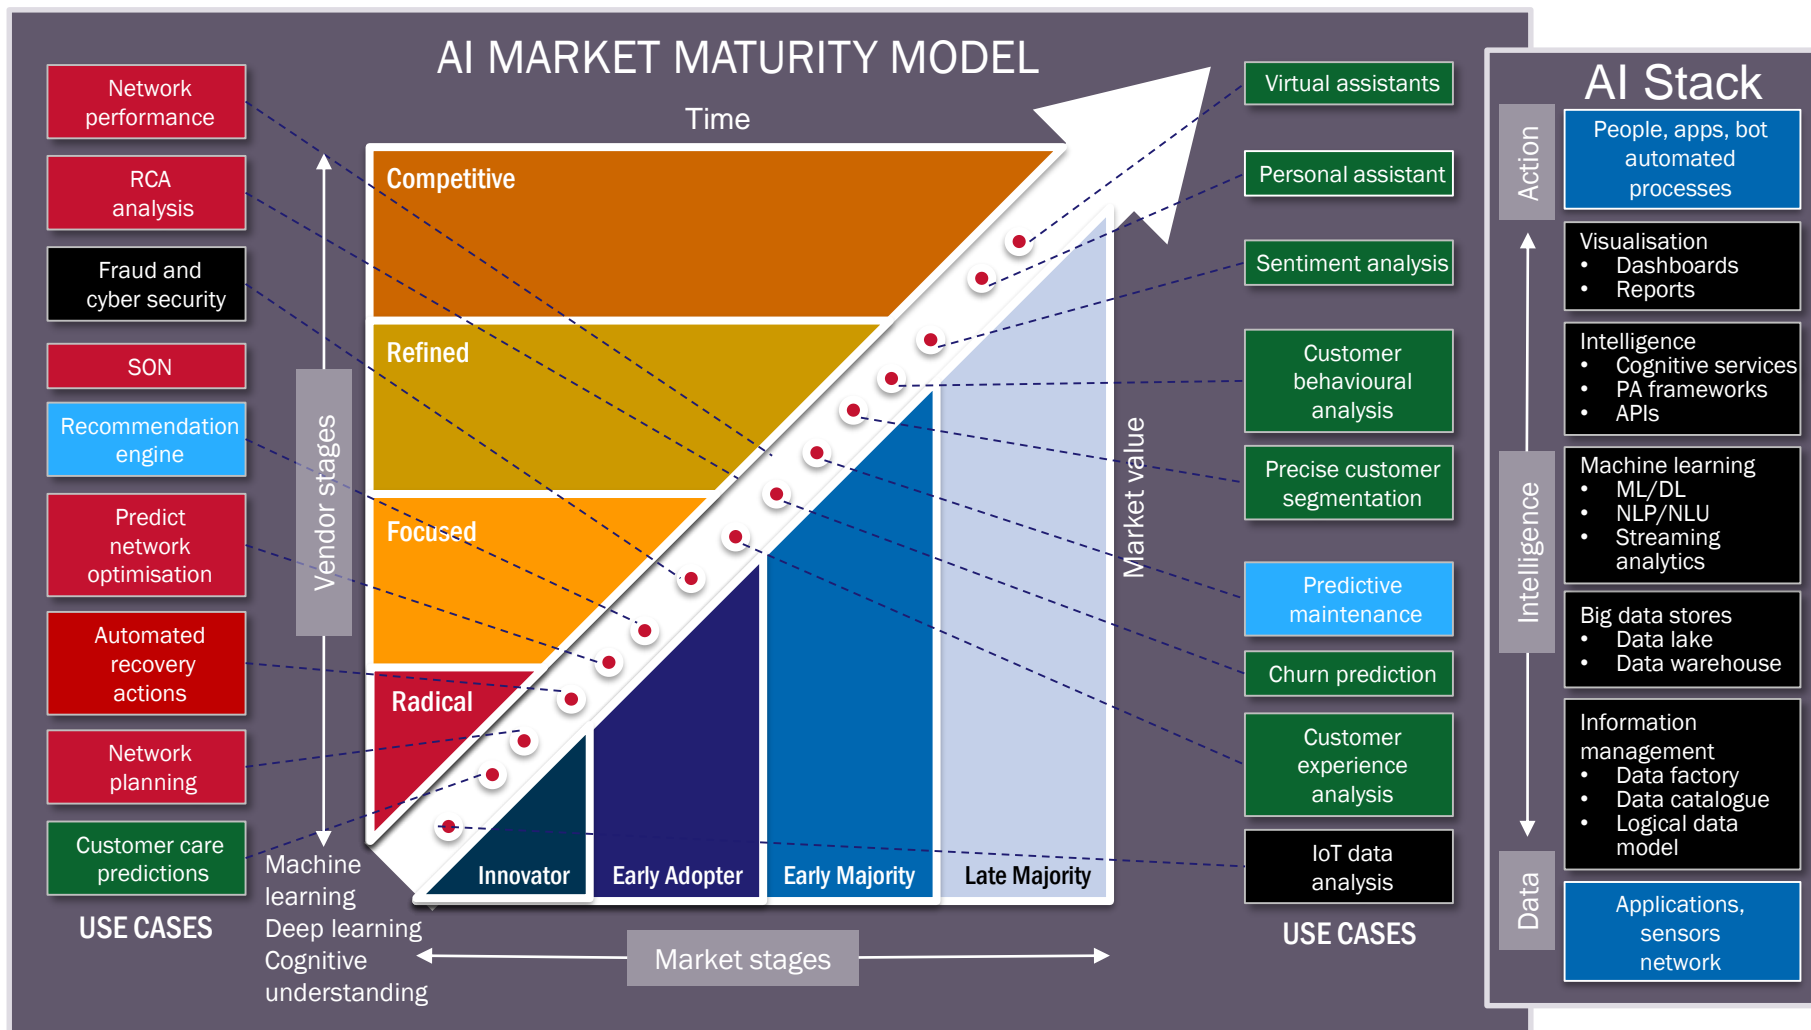 AI MARKET MATURITY MODEL
Network
performance
RCA
analysis
Fraud and
cyber security
SON
Recommendation
engine
Predict
network
optimisation
Automated
recovery
actions
Network
planning
Customer care
predictions
USE CASES
Vendor stages
Machine
learning
Deep learning
Cognitive
understanding
Time
Competitive
Refined
Focused
Radical
Innovator
Early Adopter
Early Majority
Late Majority
Market stages
Market value
Virtual assistants
Personal assistant
Sentiment analysis
Customer
behavioural
analysis
Precise customer
segmentation
Predictive
maintenance
Churn prediction
Customer
experience
analysis
IoT data
analysis
USE CASES
AI Stack
Action
People, apps, bot
automated
processes
Intelligence
Visualisation
• Dashboards
• Reports
Intelligence
• Cognitive services
• PA frameworks
• APIs
Machine learning
• ML/DL
• NLP/NLU
• Streaming
analytics
Big data stores
• Data lake
• Data warehouse
Information
management
• Data factory
• Data catalogue
• Logical data
model
Data
Applications,
sensors
network